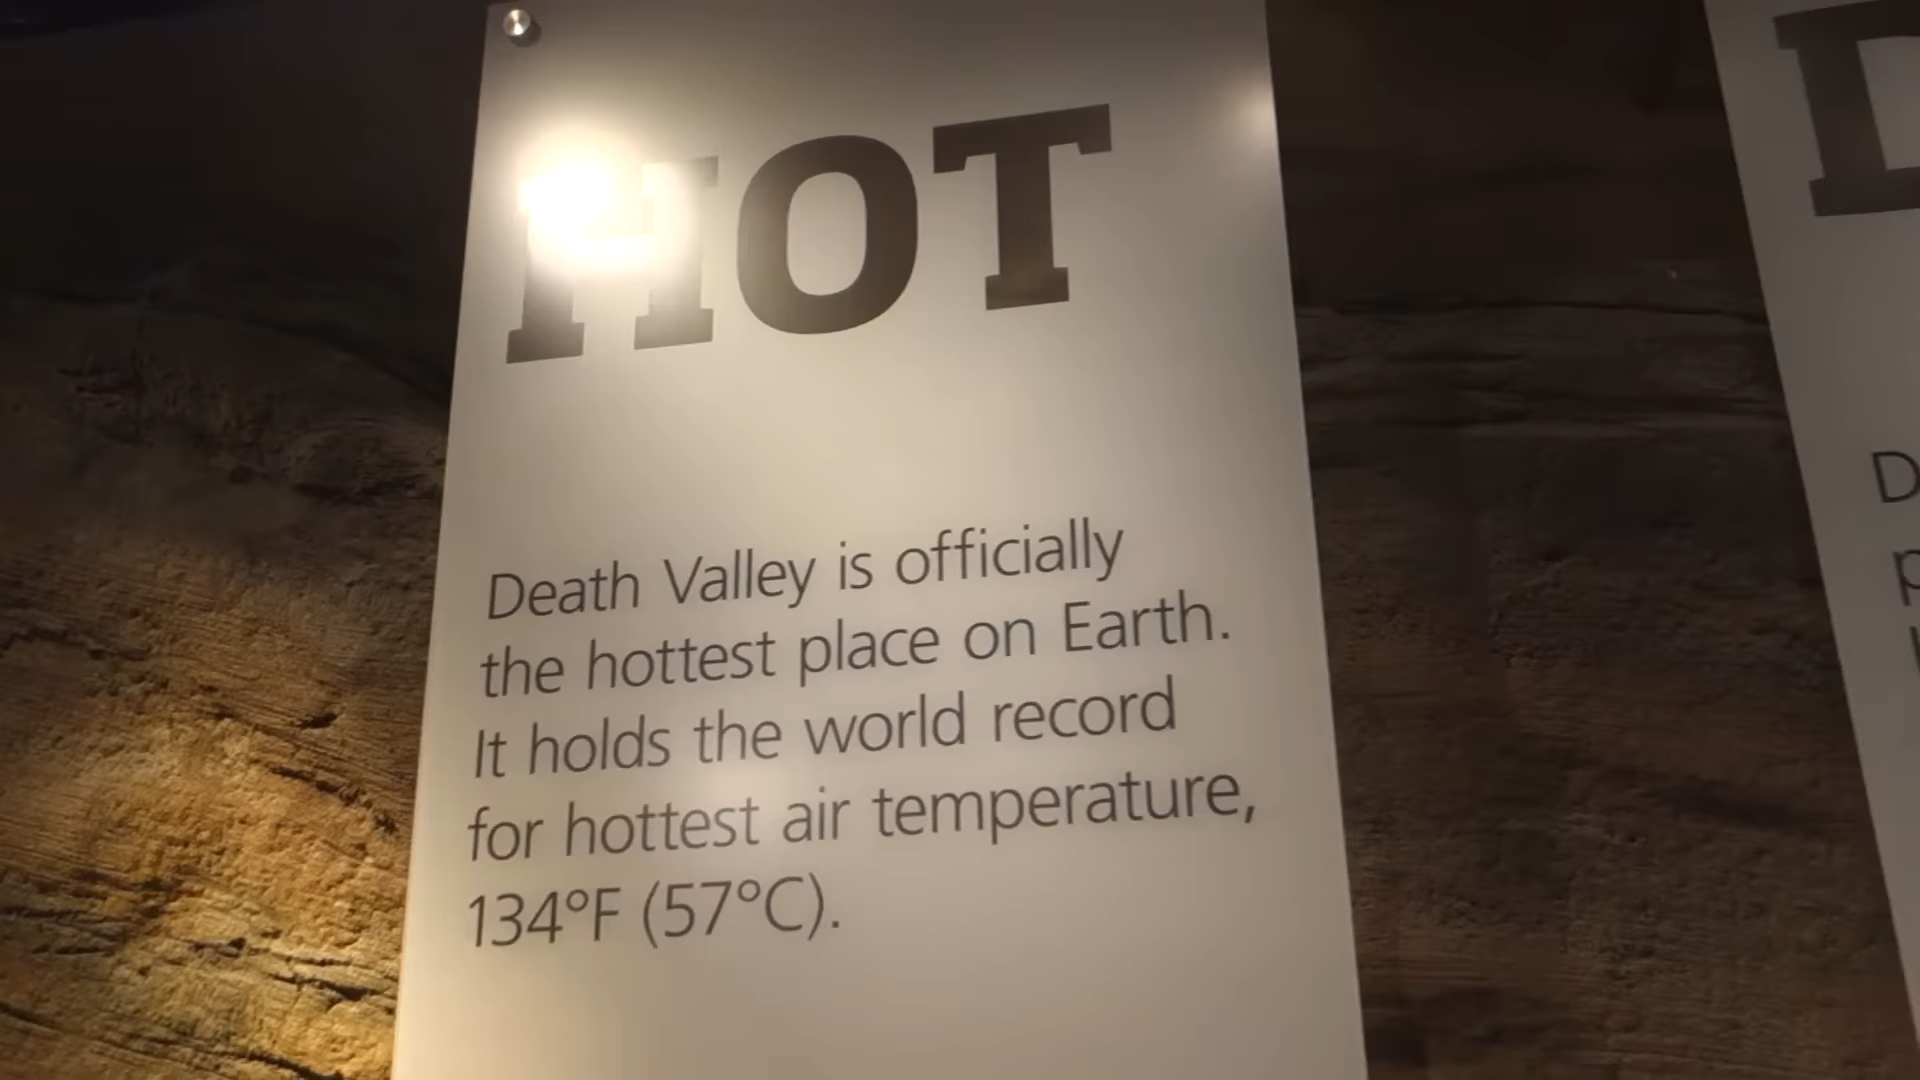 HOT
Death Valley is officially
the hottest place on Earth.
It holds the world record
for hottest air temperature,
134°F (57°C).